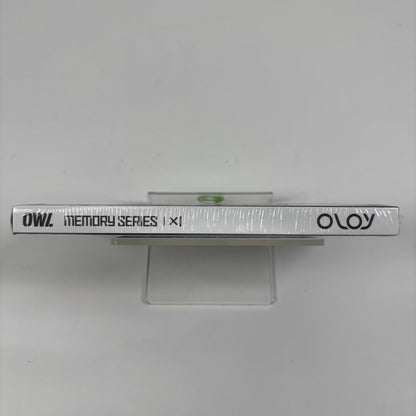 OWL MEMORY SERIES |X| OLOY